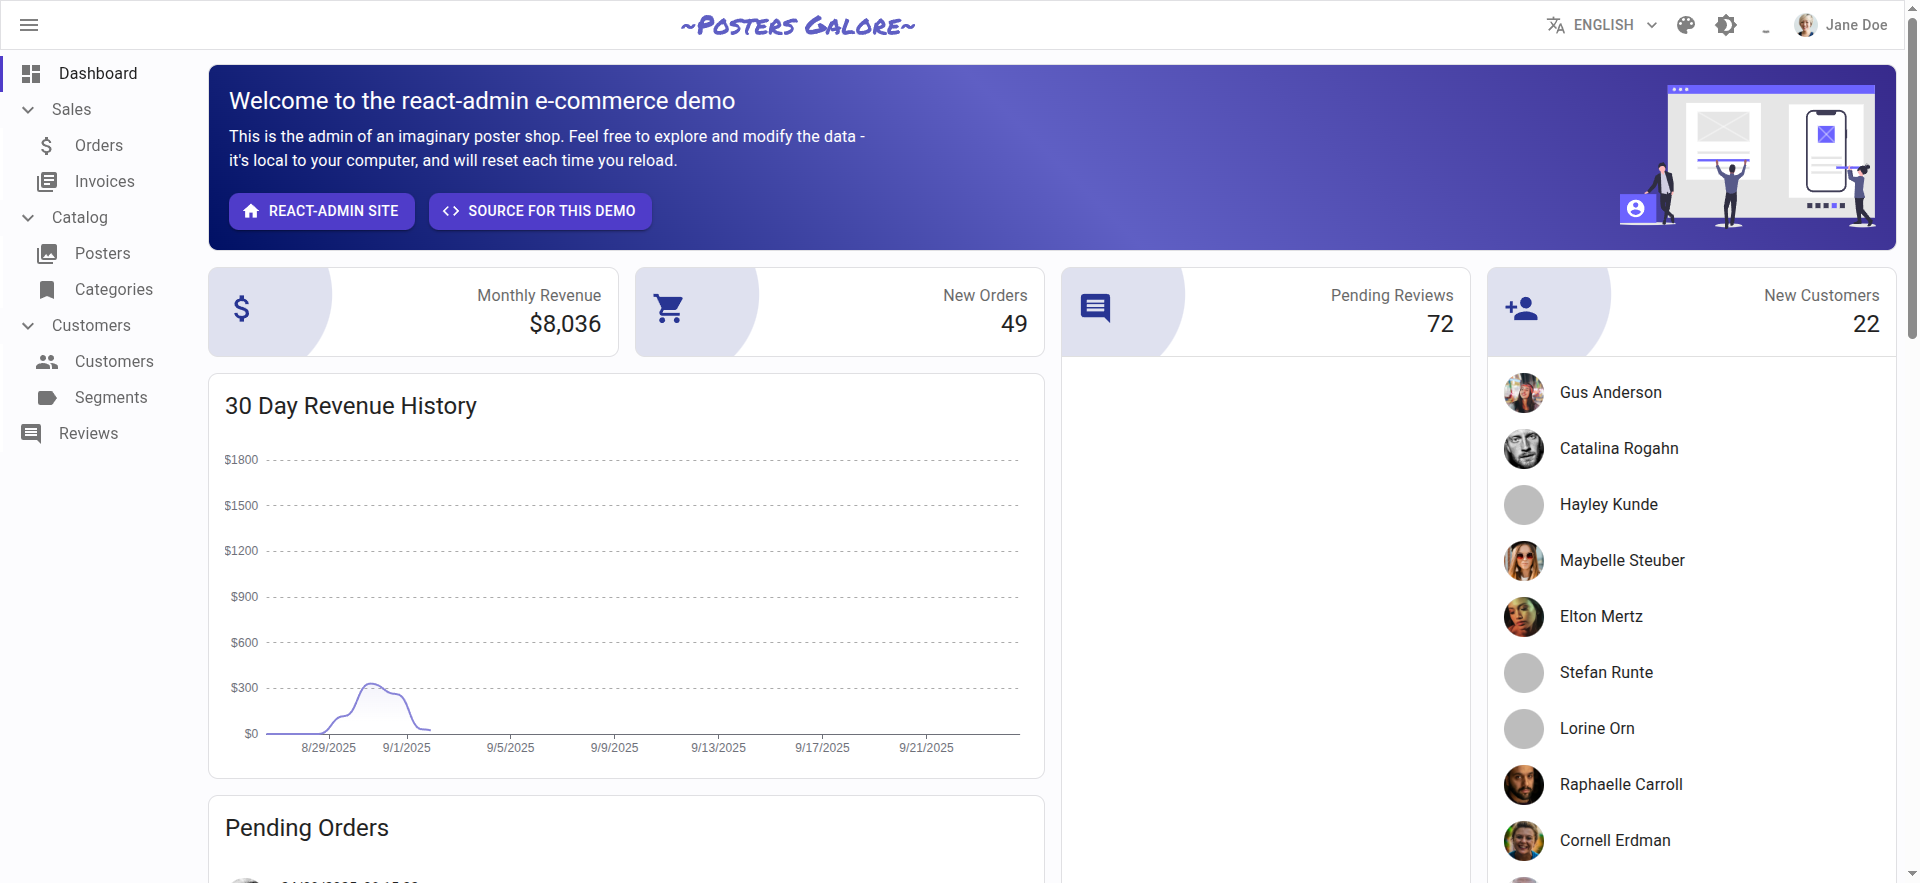 ~Posters Galore~
ENGLISH
Jane Doe
Dashboard
Sales
Orders
Invoices
Catalog
Posters
Categories
Customers
Customers
Segments
Reviews
Welcome to the react-admin e-commerce demo
This is the admin of an imaginary poster shop. Feel free to explore and modify the data -
it's local to your computer, and will reset each time you reload.
REACT-ADMIN SITE
SOURCE FOR THIS DEMO
Monthly Revenue
$8,036
New Orders
49
Pending Reviews
72
New Customers
22
30 Day Revenue History
$1800
$1500
$1200
$900
$600
$300
$0
8/29/2025 9/1/2025 9/5/2025 9/9/2025 9/13/2025 9/17/2025 9/21/2025
Pending Orders
Gus Anderson
Catalina Rogahn
Hayley Kunde
Maybelle Steuber
Elton Mertz
Stefan Runte
Lorine Orn
Raphaelle Carroll
Cornell Erdman